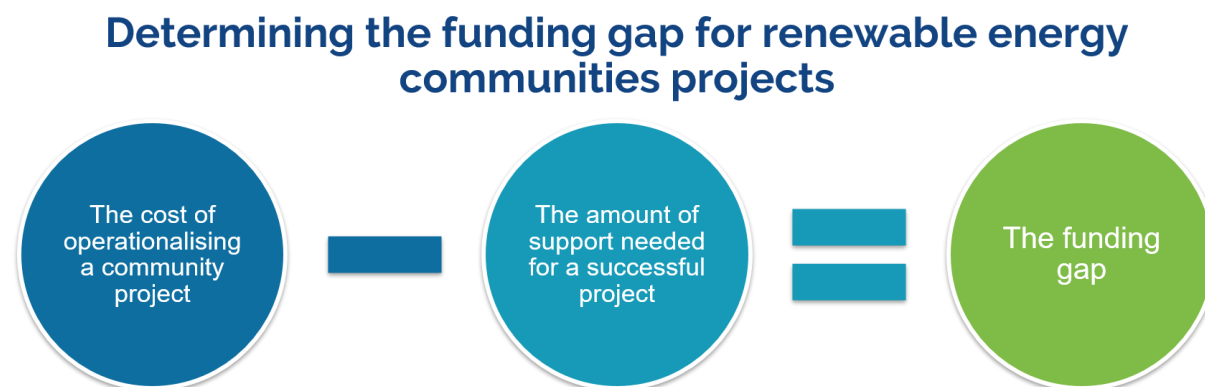 Determining the funding gap for renewable energy
communities projects
The cost of
operationalising
a community
project
The amount of
support needed
for a successful
project
The funding
gap